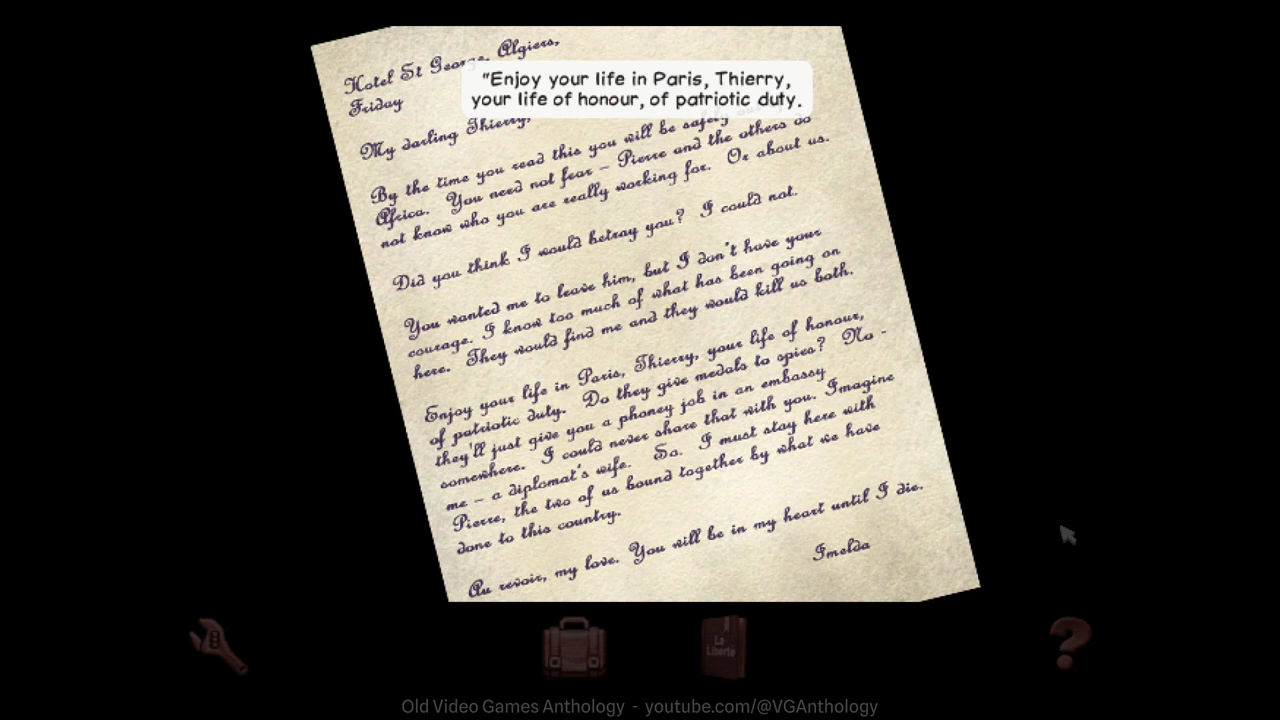 Hotel St George, Algiers,
Friday
"Enjoy your life in Paris, Thierry,
your life of honour, of patriotic duty.
My darling Thierry,
By the time you read this you will be safely out of
Africa. You need not fear - Pierre and the others do
not know who you are really working for. Or about us.
Did you think I would betray you? I could not.
You wanted me to leave him, but I don't have your
courage. I know too much of what has been going on
here. They would find me and they would kill us both.
Enjoy your life in Paris, Thierry, your life of honour,
of patriotic duty. Do they give medals to spies? No -
they'll just give you a phoney job in an embassy
somewhere. I could never share that with you. Imagine
me - a diplomat's wife. So. I must stay here with
Pierre, the two of us bound together by what we have
done to this country.
Au revoir, my love. You will be in my heart until I die.
Imelda
La
Liberte
?
Old Video Games Anthology - youtube.com/@VGAnthology